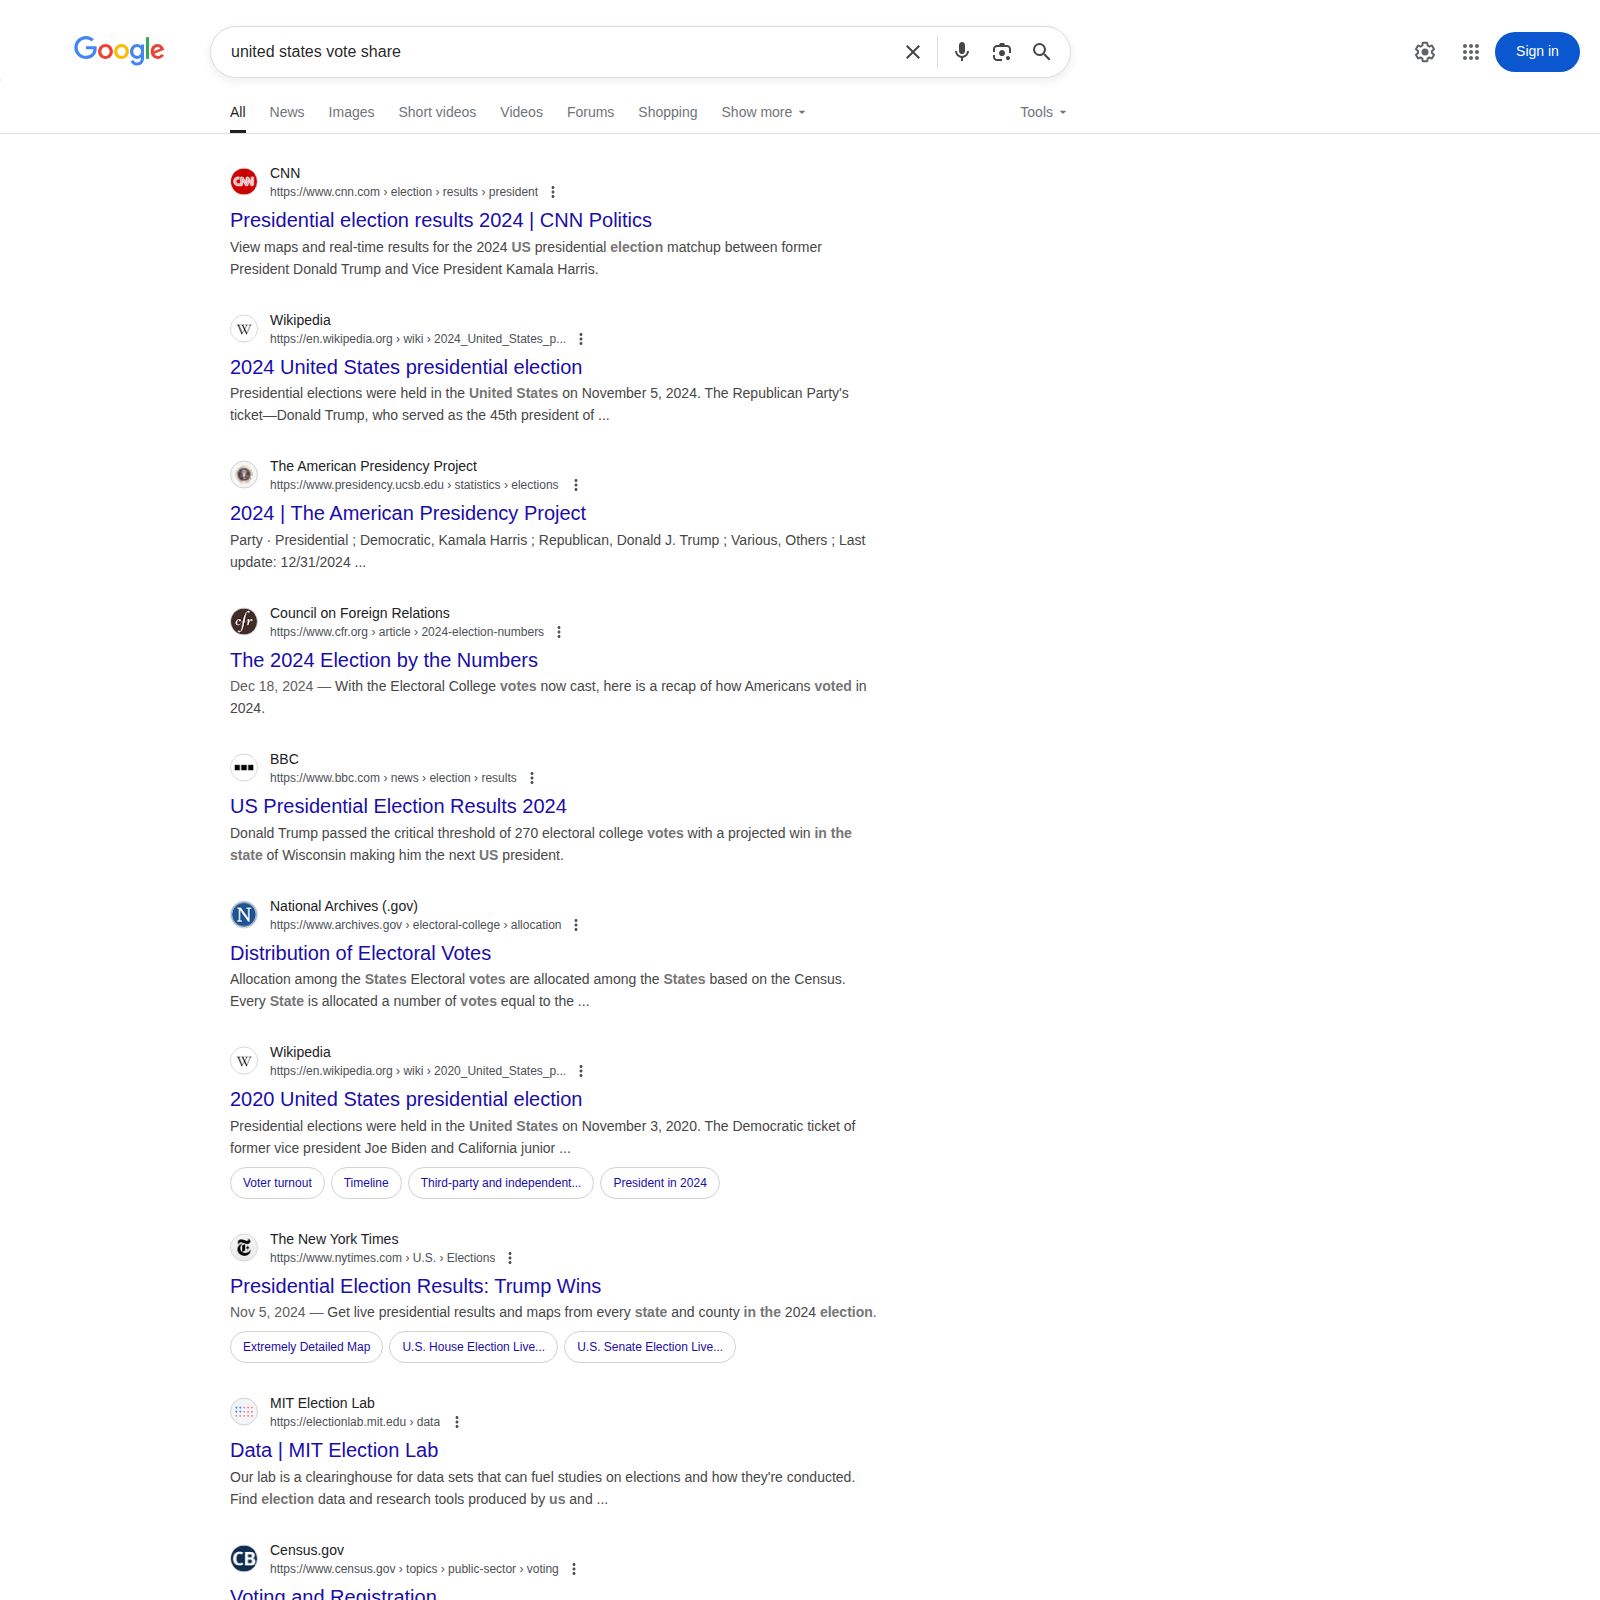 Google
united states vote share
Sign in
All News Images Short videos Videos Forums Shopping Show more Tools
CNN
CNN
https://www.cnn.com › election › results › president
Presidential election results 2024 | CNN Politics
View maps and real-time results for the 2024 US presidential election matchup between former
President Donald Trump and Vice President Kamala Harris.
W
Wikipedia
https://en.wikipedia.org › wiki › 2024_United_States_p...
2024 United States presidential election
Presidential elections were held in the United States on November 5, 2024. The Republican Party's
ticket—Donald Trump, who served as the 45th president of ...
The American Presidency Project
https://www.presidency.ucsb.edu › statistics › elections
2024 | The American Presidency Project
Party · Presidential ; Democratic, Kamala Harris ; Republican, Donald J. Trump ; Various, Others ; Last
update: 12/31/2024 ...
cfr
Council on Foreign Relations
https://www.cfr.org › article › 2024-election-numbers
The 2024 Election by the Numbers
Dec 18, 2024 — With the Electoral College votes now cast, here is a recap of how Americans voted in
2024.
BBC
https://www.bbc.com › news › election › results
US Presidential Election Results 2024
Donald Trump passed the critical threshold of 270 electoral college votes with a projected win in the
state of Wisconsin making him the next US president.
N
National Archives (.gov)
https://www.archives.gov › electoral-college › allocation
Distribution of Electoral Votes
Allocation among the States Electoral votes are allocated among the States based on the Census.
Every State is allocated a number of votes equal to the ...
W
Wikipedia
https://en.wikipedia.org › wiki › 2020_United_States_p...
2020 United States presidential election
Presidential elections were held in the United States on November 3, 2020. The Democratic ticket of
former vice president Joe Biden and California junior ...
Voter turnout Timeline Third-party and independent... President in 2024
T
The New York Times
https://www.nytimes.com › U.S. › Elections
Presidential Election Results: Trump Wins
Nov 5, 2024 — Get live presidential results and maps from every state and county in the 2024 election.
Extremely Detailed Map U.S. House Election Live... U.S. Senate Election Live...
MIT Election Lab
https://electionlab.mit.edu › data
Data | MIT Election Lab
Our lab is a clearinghouse for data sets that can fuel studies on elections and how they're conducted.
Find election data and research tools produced by us and ...
CB
Census.gov
https://www.census.gov › topics › public-sector › voting
Voting and Registration